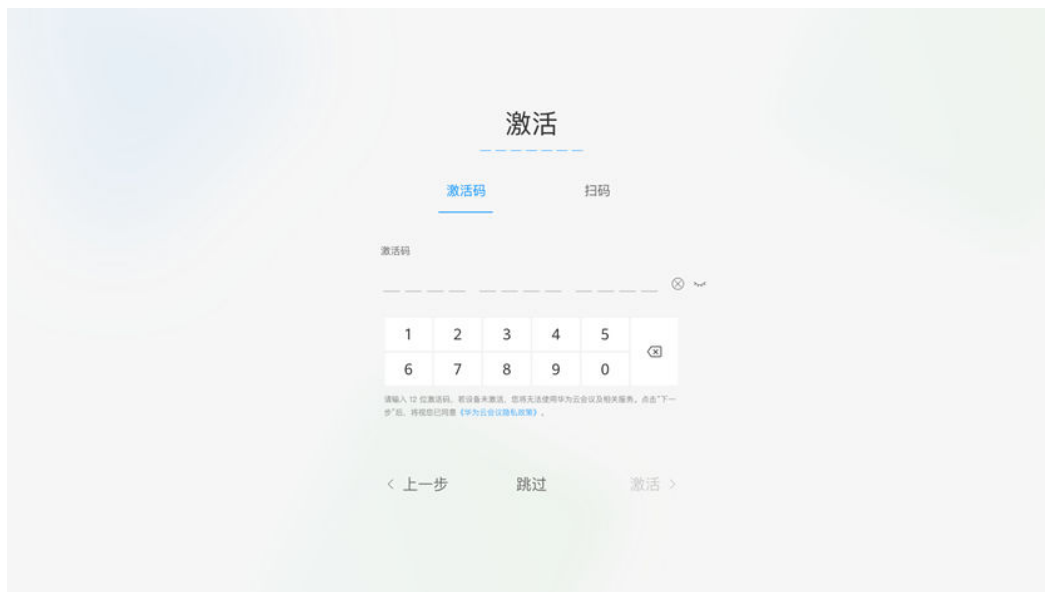 激活
激活码 扫码
激活码
1 2 3 4 5
6 7 8 9 0
请输入 12 位激活码，若设备未激活，您将无法使用华为云会议及相关服务。点击“下一
步”后，将视您已同意《华为云会议隐私政策》。
上一步 跳过 激活